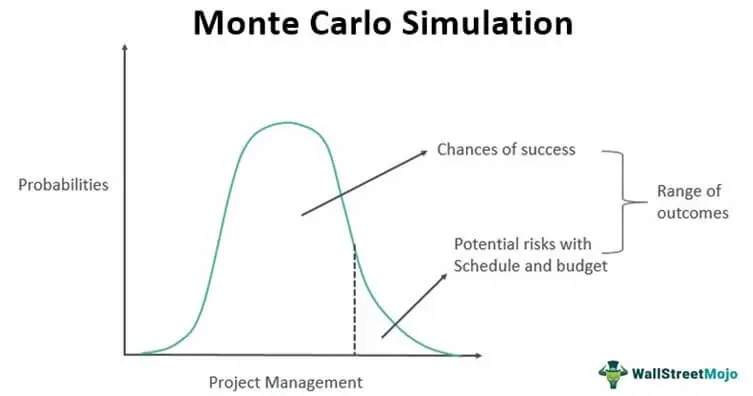 Monte Carlo Simulation
Chances of success
Probabilities
Range of
outcomes
Potential risks with
Schedule and budget
Project Management
WallStreetMojo